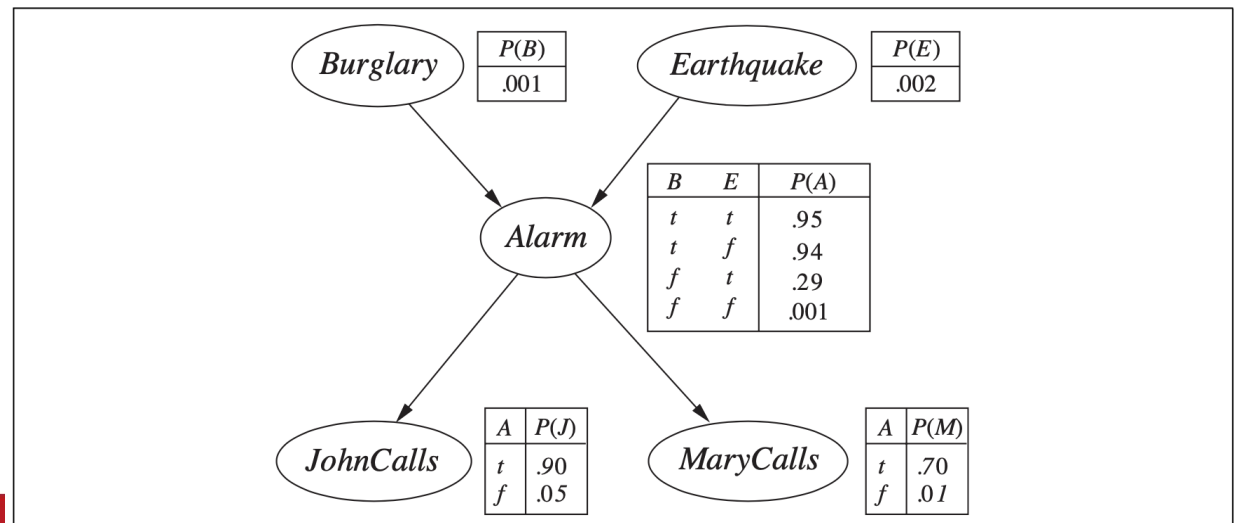 Burglary
P(B)
.001
Earthquake
P(E)
.002
Alarm
B E P(A)
t t .95
t f .94
f t .29
f f .001
JohnCalls
A P(J)
t .90
f .05
MaryCalls
A P(M)
t .70
f .01